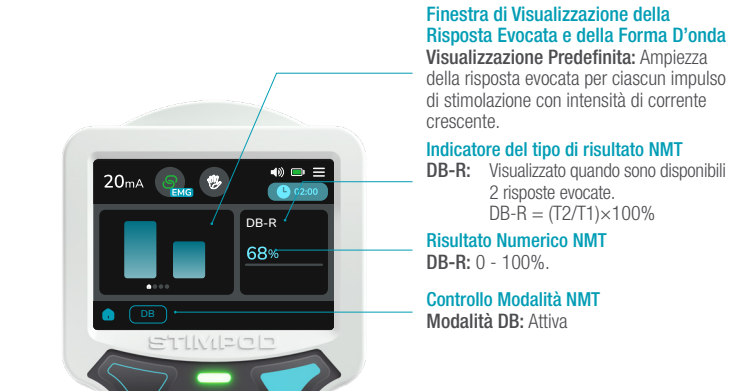 Finestra di Visualizzazione della
Risposta Evocata e della Forma D'onda
Visualizzazione Predefinita: Ampiezza
della risposta evocata per ciascun impulso
di stimolazione con intensità di corrente
crescente.
Indicatore del tipo di risultato NMT
DB-R: Visualizzato quando sono disponibili
2 risposte evocate.
DB-R = (T2/T1)×100%
Risultato Numerico NMT
DB-R: 0 - 100%.
Controllo Modalità NMT
Modalità DB: Attiva
20mA
EMG
02:00
DB-R
68%
DB
STIMPOD